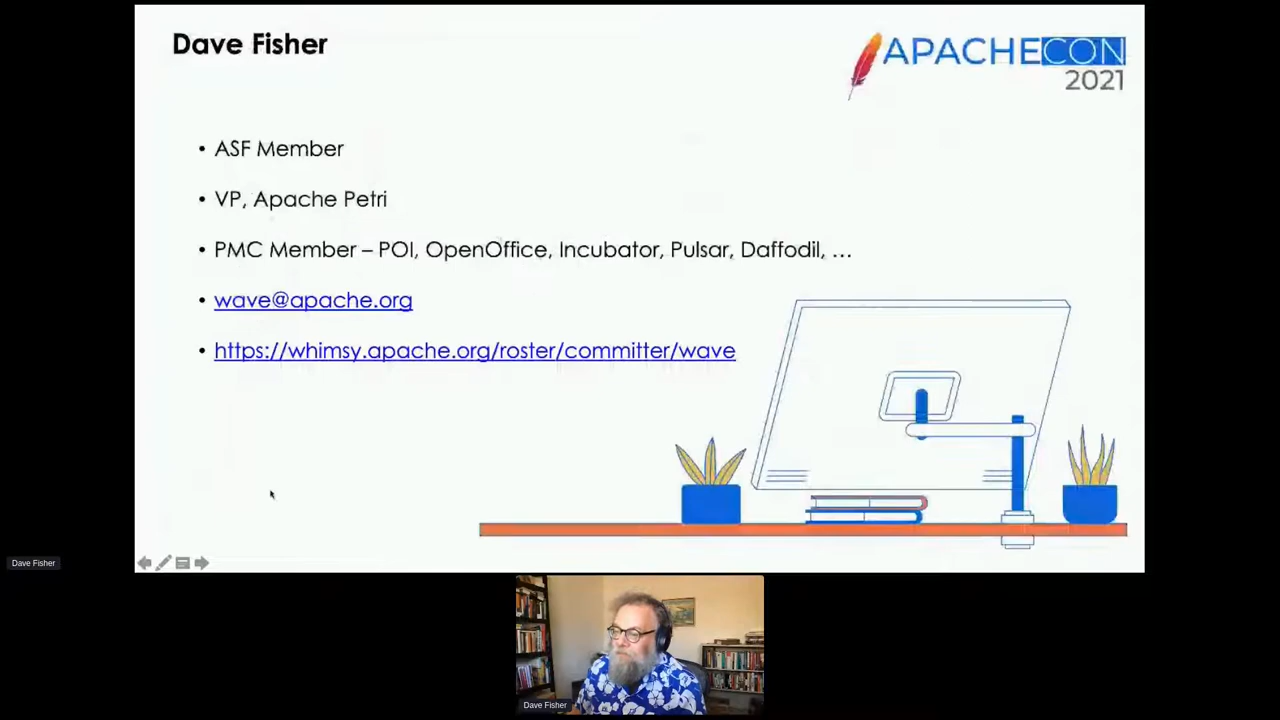 Dave Fisher
APACHECON
2021
• ASF Member
• VP, Apache Petri
• PMC Member – POI, OpenOffice, Incubator, Pulsar, Daffodil, …
• wave@apache.org
• https://whimsy.apache.org/roster/committer/wave
Dave Fisher
Dave Fisher